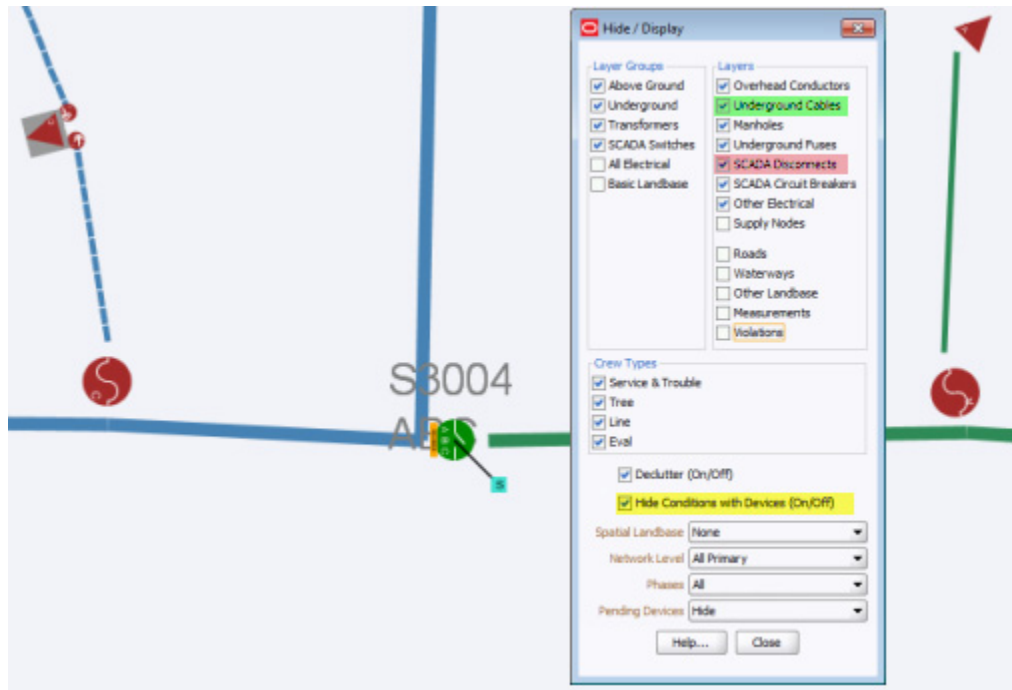 Hide / Display
Layer Groups
Above Ground
Underground
Transformers
SCADA Switches
All Electrical
Basic Landbase
Layers
Overhead Conductors
Underground Cables
Manholes
Underground Fuses
SCADA Disconnects
SCADA Circuit Breakers
Other Electrical
Supply Nodes
Roads
Waterways
Other Landbase
Measurements
Violations
Crew Types
Service & Trouble
Tree
Line
Eval
Declutter (On/Off)
Hide Conditions with Devices (On/Off)
Spatial Landbase None
Network Level All Primary
Phases All
Pending Devices Hide
Help... Close
S3004
ABC
A B C
S